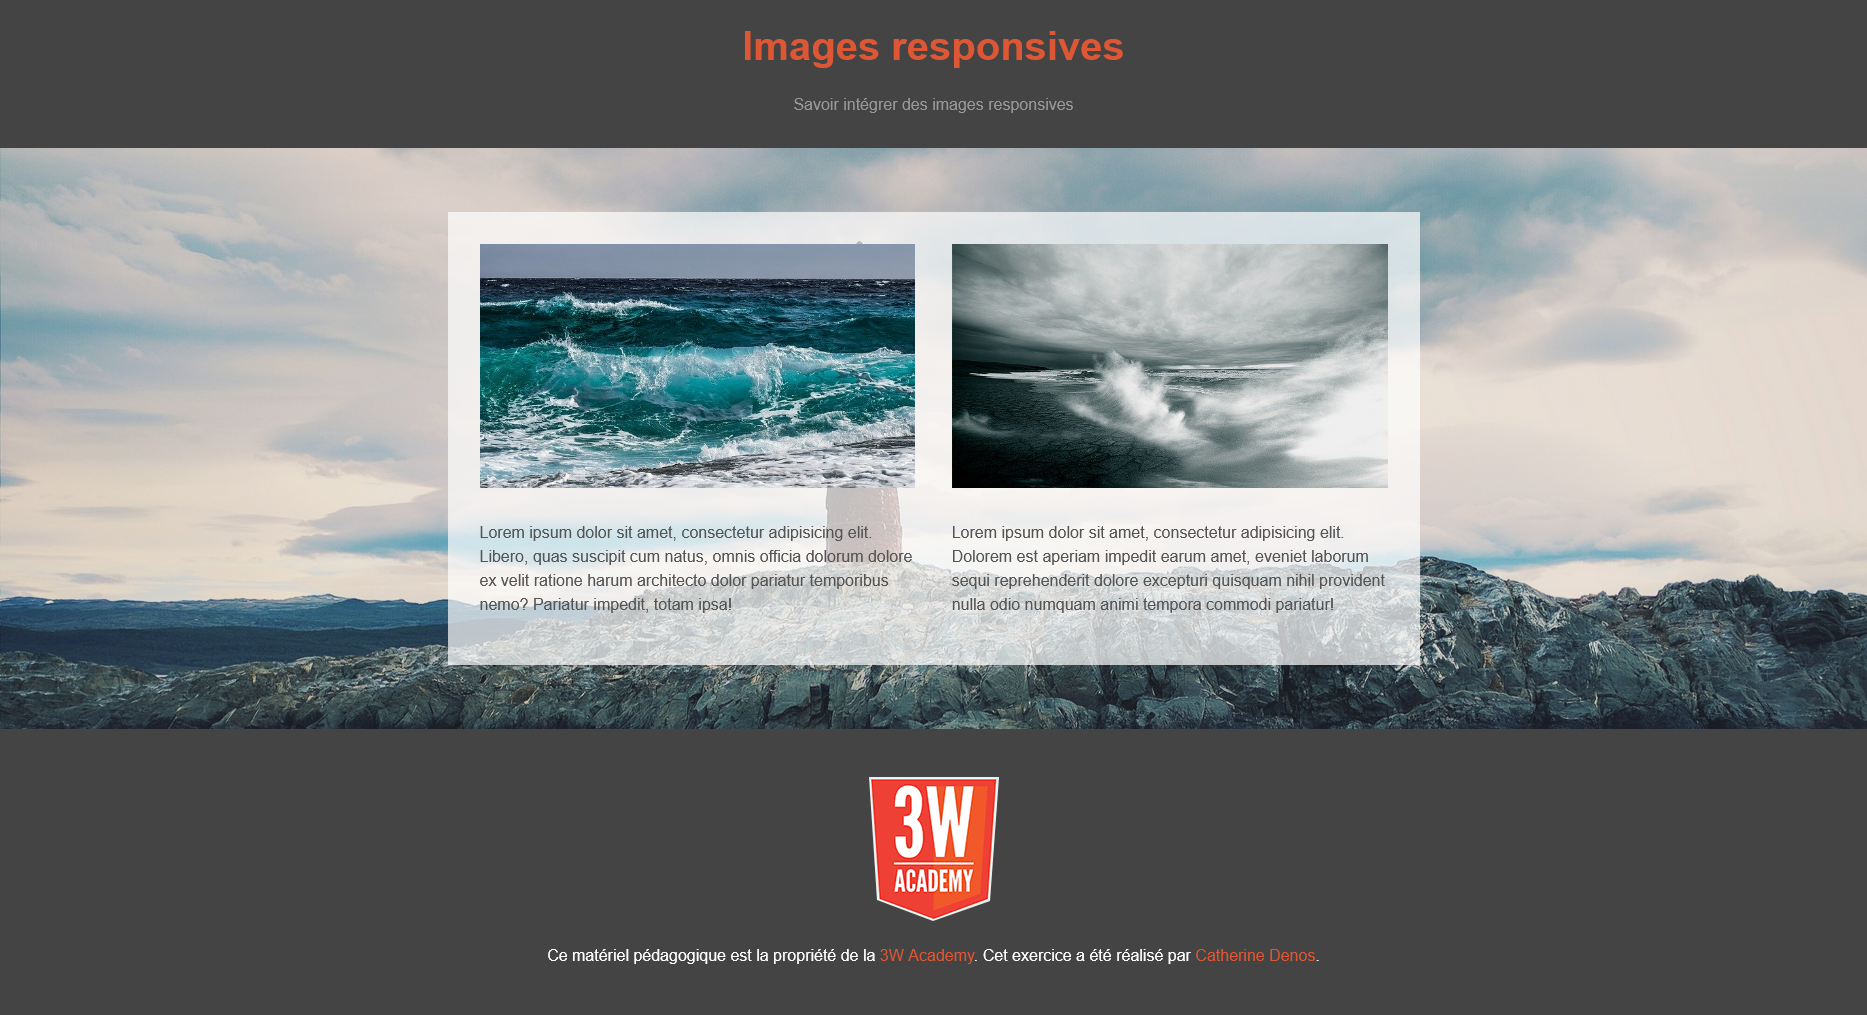 Images responsives
Savoir intégrer des images responsives
Lorem ipsum dolor sit amet, consectetur adipisicing elit.
Libero, quas suscipit cum natus, omnis officia dolorum dolore
ex velit ratione harum architecto dolor pariatur temporibus
nemo? Pariatur impedit, totam ipsa!
Lorem ipsum dolor sit amet, consectetur adipisicing elit.
Dolorem est aperiam impedit earum amet, eveniet laborum
sequi reprehenderit dolore excepturi quisquam nihil provident
nulla odio numquam animi tempora commodi pariatur!
3W
ACADEMY
Ce matériel pédagogique est la propriété de la 3W Academy. Cet exercice a été réalisé par Catherine Denos.